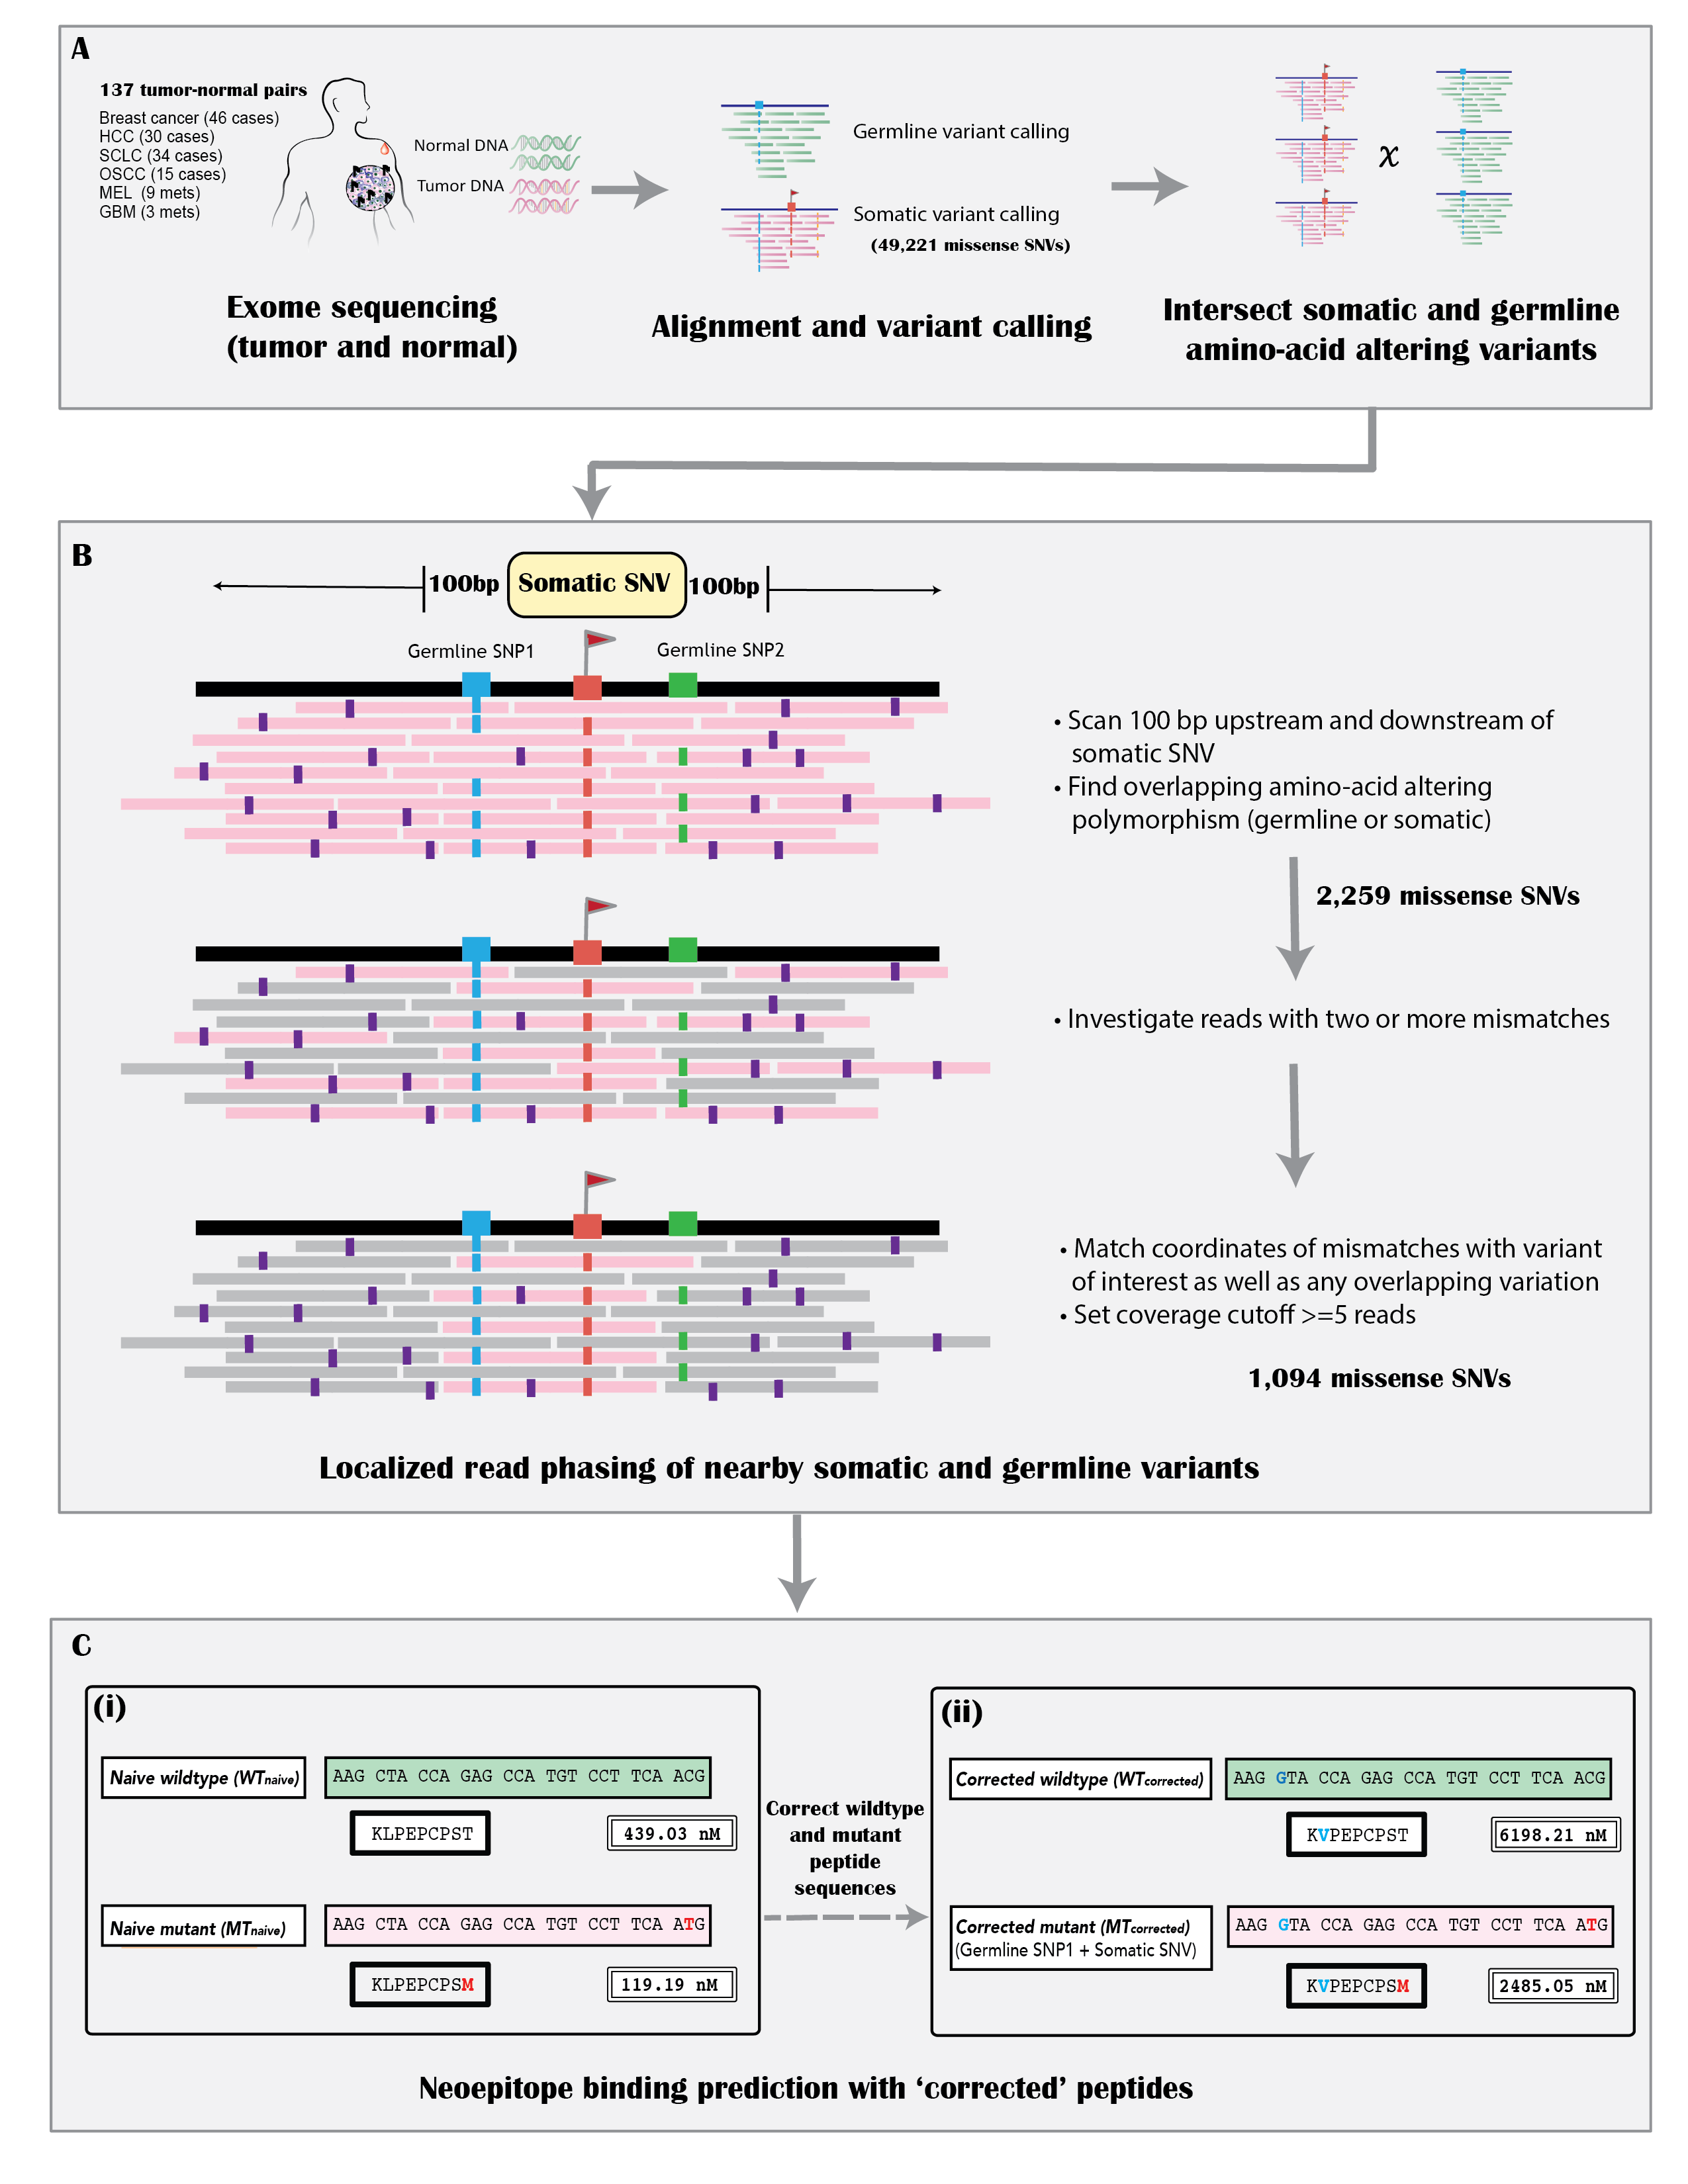 A
137 tumor-normal pairs
Breast cancer (46 cases)
HCC (30 cases)
SCLC (34 cases)
OSCC (15 cases)
MEL (9 mets)
GBM (3 mets)
Normal DNA
Tumor DNA
Exome sequencing
(tumor and normal)
Germline variant calling
Somatic variant calling
(49,221 missense SNVs)
Alignment and variant calling
x
Intersect somatic and germline
amino-acid altering variants
B
100bp
Somatic SNV
100bp
Germline SNP1
Germline SNP2
• Scan 100 bp upstream and downstream of
somatic SNV
• Find overlapping amino-acid altering
polymorphism (germline or somatic)
2,259 missense SNVs
• Investigate reads with two or more mismatches
• Match coordinates of mismatches with variant
of interest as well as any overlapping variation
• Set coverage cutoff >=5 reads
1,094 missense SNVs
Localized read phasing of nearby somatic and germline variants
C
(i)
Naive wildtype (WTnaive)
AAG CTA CCA GAG CCA TGT CCT TCA ACG
KLPEPCPST
439.03 nM
Naive mutant (MTnaive)
AAG CTA CCA GAG CCA TGT CCT TCA ATG
KLPEPCPSM
119.19 nM
Correct wildtype
and mutant
peptide
sequences
(ii)
Corrected wildtype (WTcorrected)
AAG GTA CCA GAG CCA TGT CCT TCA ACG
KVPEPCPST
6198.21 nM
Corrected mutant (MTcorrected)
(Germline SNP1 + Somatic SNV)
AAG GTA CCA GAG CCA TGT CCT TCA ATG
KVPEPCPSM
2485.05 nM
Neoepitope binding prediction with ‘corrected’ peptides